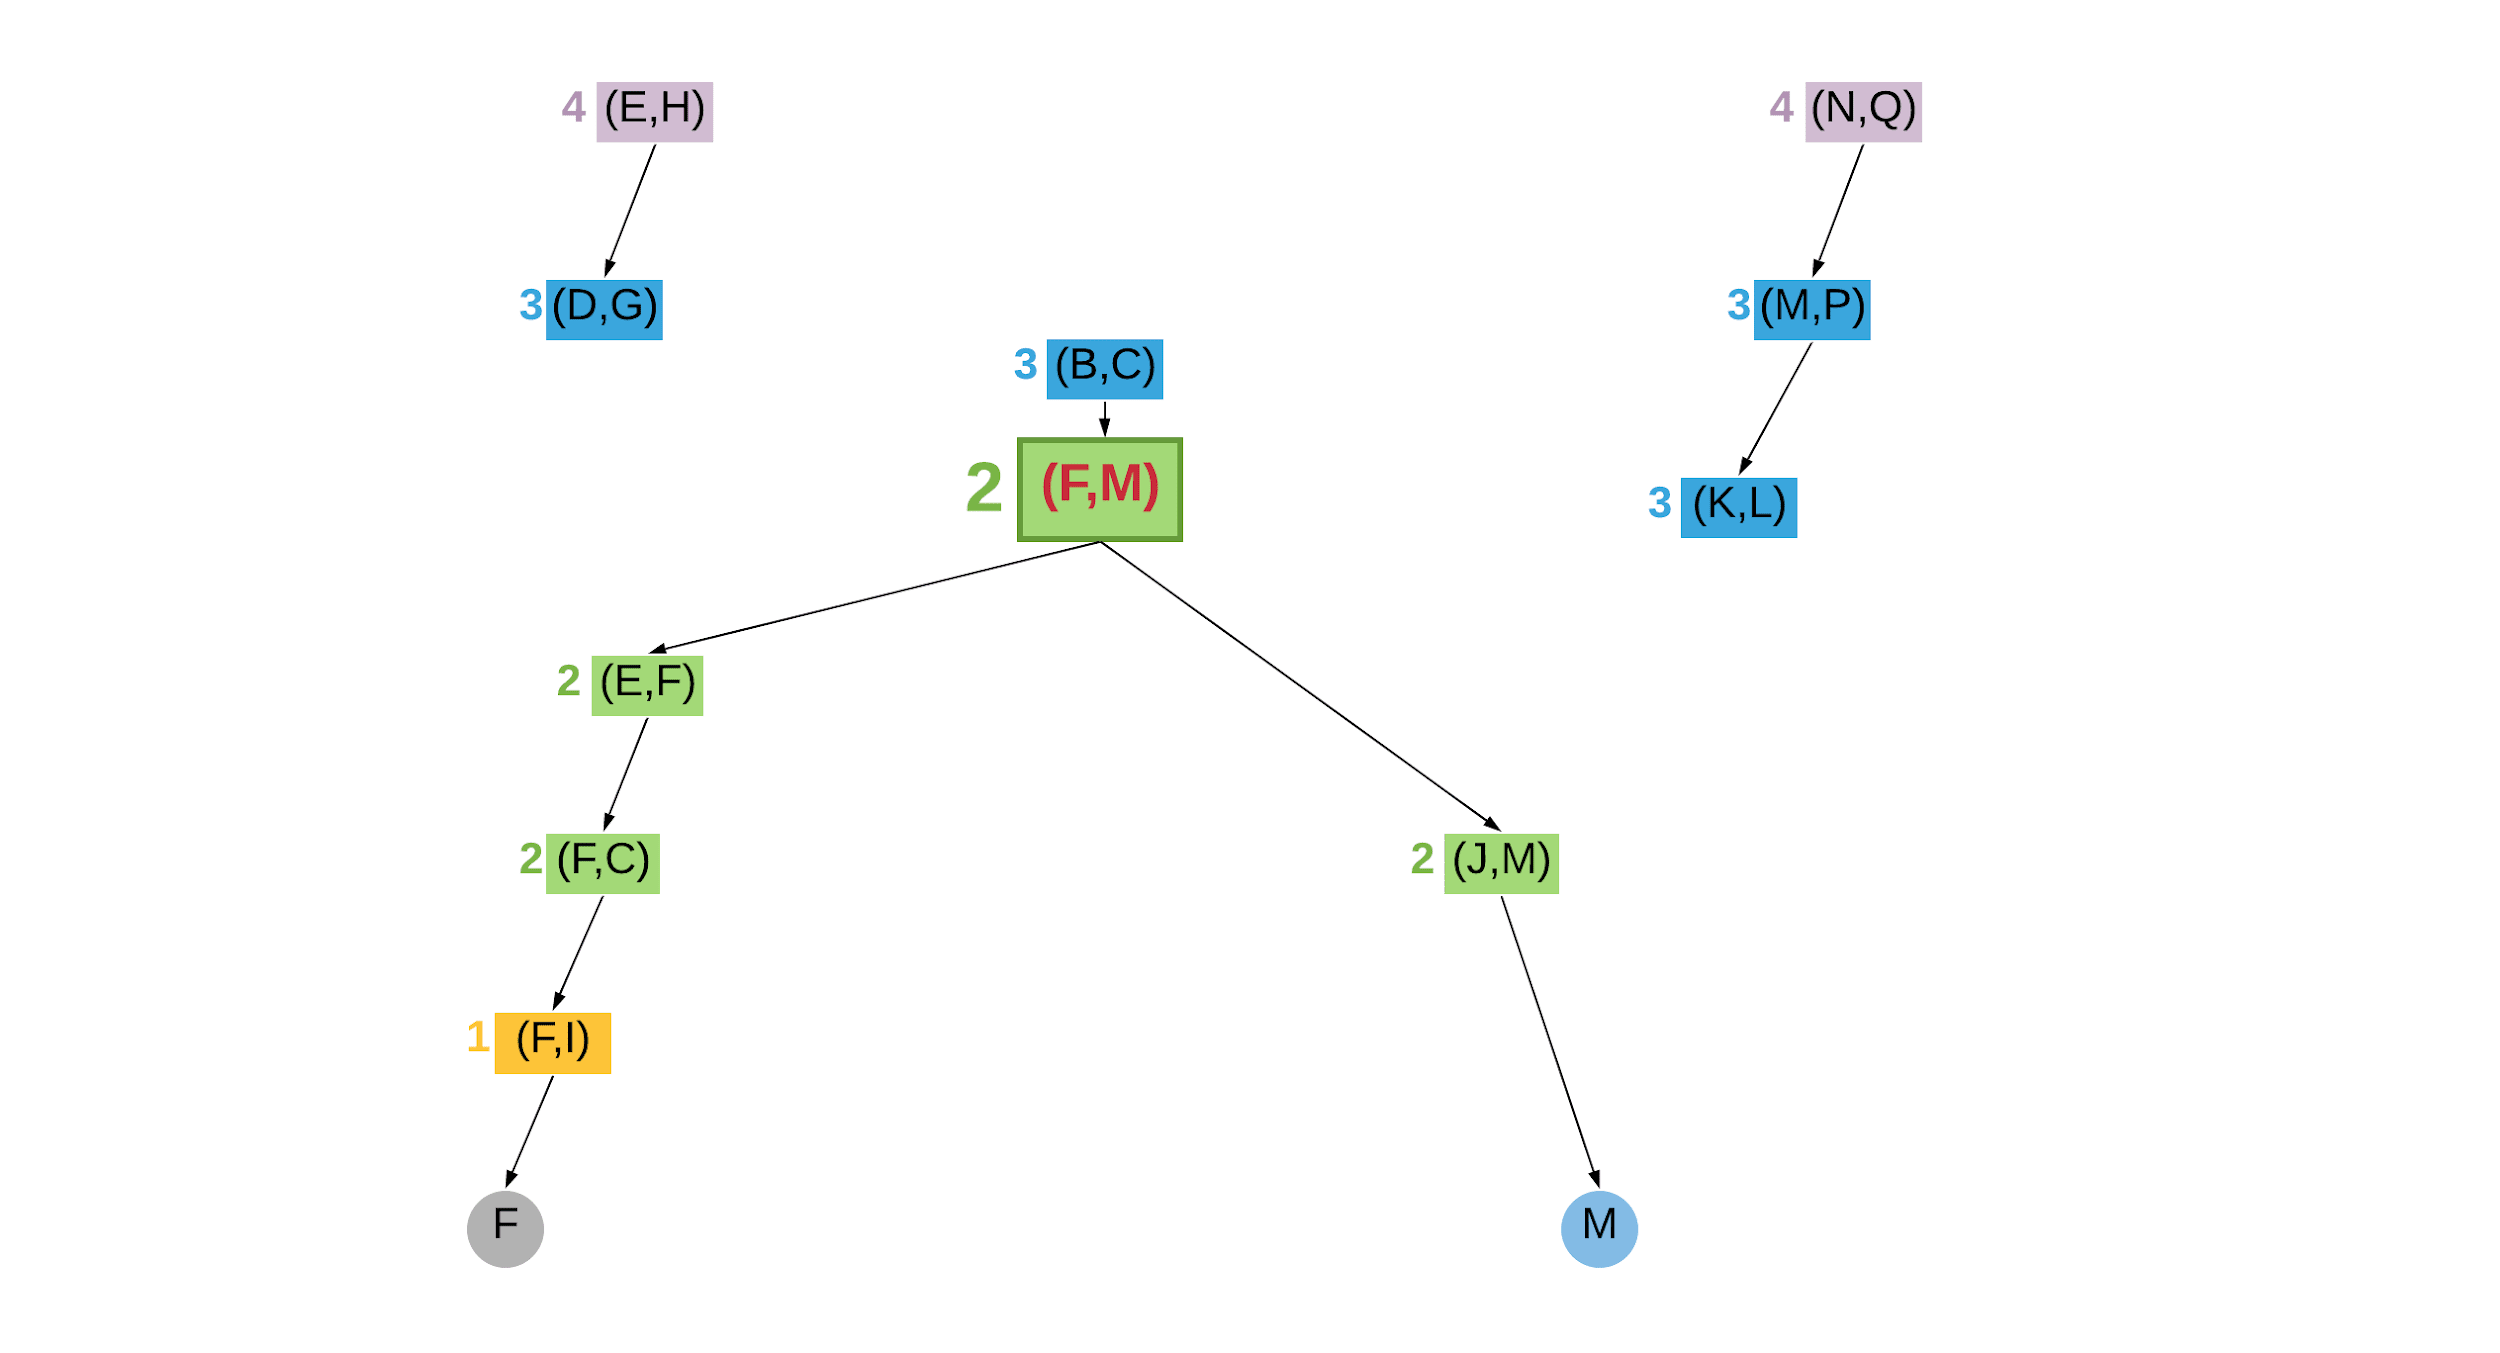 4 (E,H)
4 (N,Q)
3 (D,G)
3 (M,P)
3 (B,C)
2 (F,M)
3 (K,L)
2 (E,F)
2 (F,C)
2 (J,M)
1 (F,I)
F
M